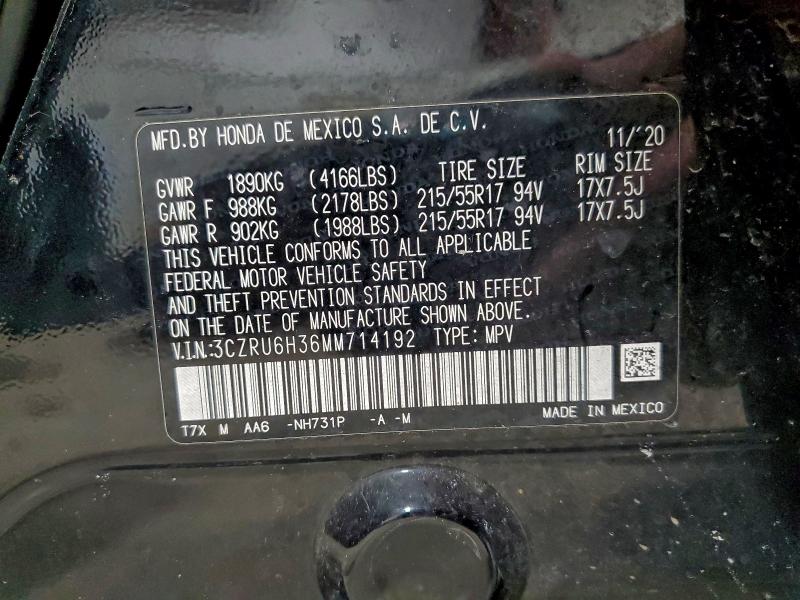 MFD.BY HONDA DE MEXICO S.A. DE C.V.
11/'20
GVWR 1890KG (4166LBS) TIRE SIZE RIM SIZE
GAWR F 988KG (2178LBS) 215/55R17 94V 17X7.5J
GAWR R 902KG (1988LBS) 215/55R17 94V 17X7.5J
THIS VEHICLE CONFORMS TO ALL APPLICABLE
FEDERAL MOTOR VEHICLE SAFETY
AND THEFT PREVENTION STANDARDS IN EFFECT
ON THE DATE OF MANUFACTURE SHOWN ABOVE.
V.I.N.:3CZRU6H36MM714192 TYPE: MPV
T7X M AA6 -NH731P -A -M
MADE IN MEXICO